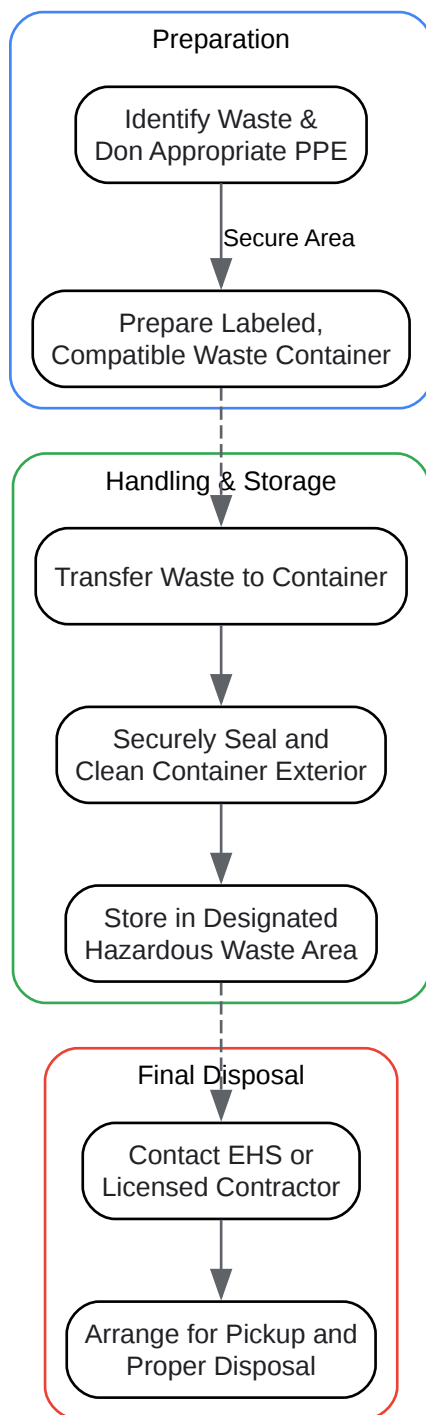 Preparation
Identify Waste &
Don Appropriate PPE
Secure Area
Prepare Labeled,
Compatible Waste Container
Handling & Storage
Transfer Waste to Container
Securely Seal and
Clean Container Exterior
Store in Designated
Hazardous Waste Area
Final Disposal
Contact EHS or
Licensed Contractor
Arrange for Pickup and
Proper Disposal